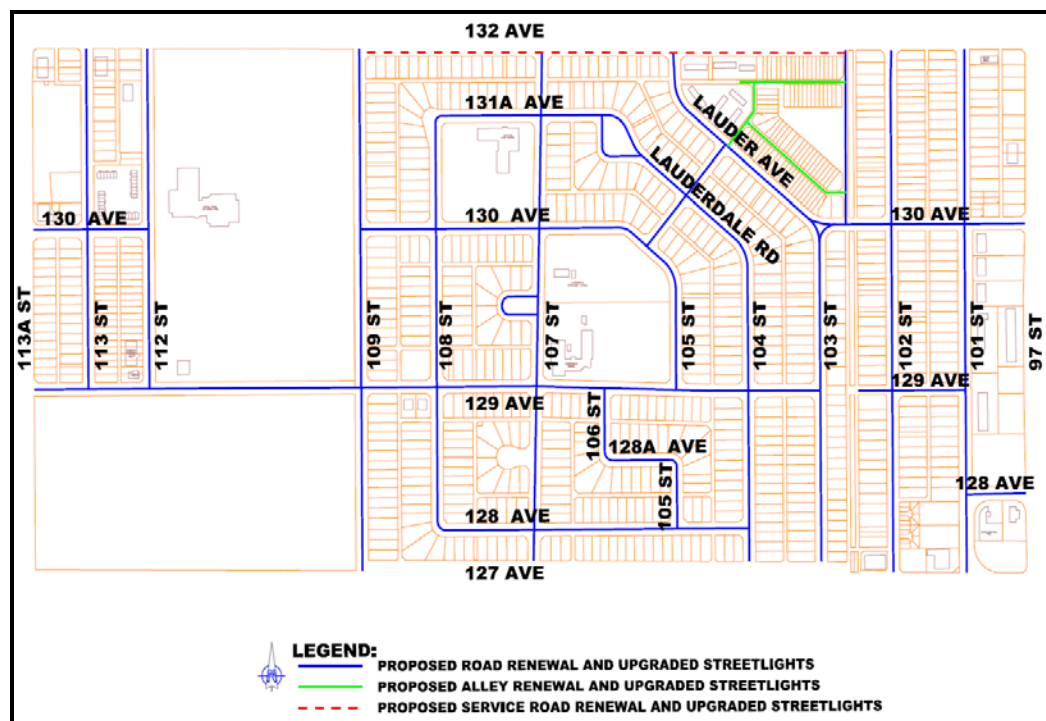 132 AVE
131A AVE
LAUDER AVE
LAUDERDALE RD
130 AVE
130 AVE
130 AVE
113A ST
113 ST
112 ST
109 ST
108 ST
107 ST
105 ST
104 ST
103 ST
102 ST
101 ST
97 ST
129 AVE
129 AVE
106 ST
128A AVE
105 ST
128 AVE
128 AVE
127 AVE
LEGEND:
PROPOSED ROAD RENEWAL AND UPGRADED STREETLIGHTS
PROPOSED ALLEY RENEWAL AND UPGRADED STREETLIGHTS
PROPOSED SERVICE ROAD RENEWAL AND UPGRADED STREETLIGHTS